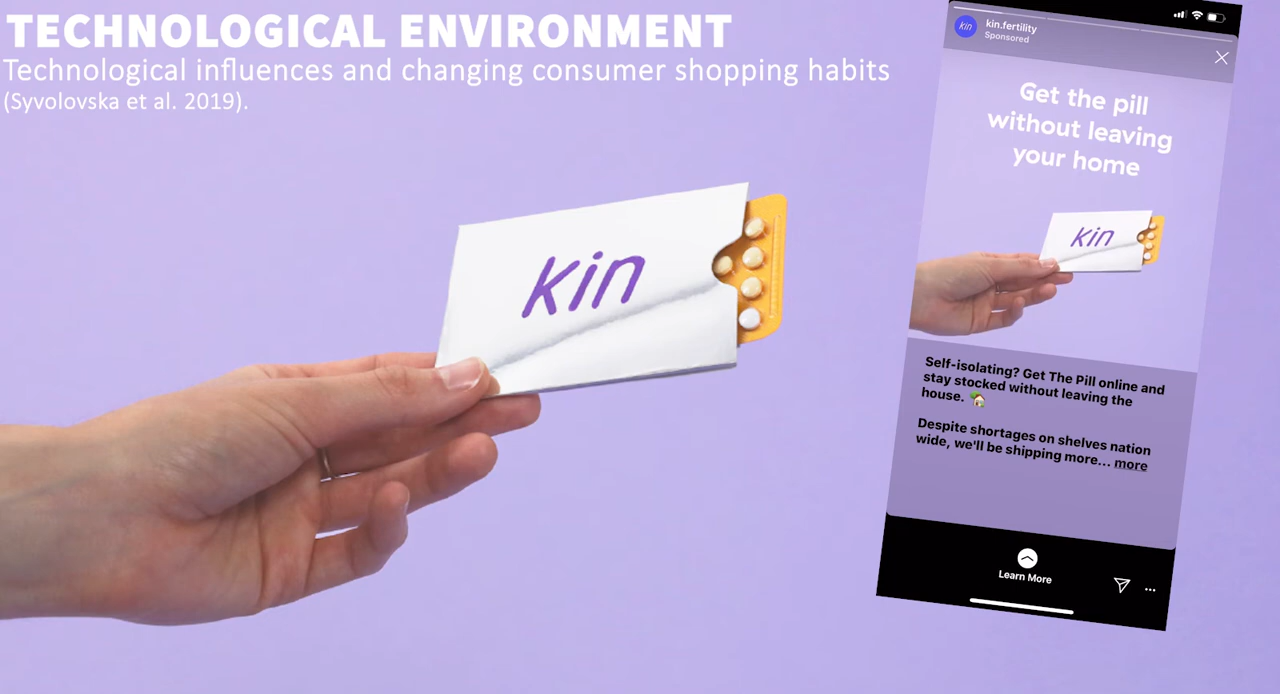 TECHNOLOGICAL ENVIRONMENT
Technological influences and changing consumer shopping habits
(Syvolovska et al. 2019).
kin
kin
kin.fertility
Sponsored
Get the pill
without leaving
your home
kin
Self-isolating? Get The Pill online and
stay stocked without leaving the
house. 🏡
Despite shortages on shelves nation
wide, we'll be shipping more... more
Learn More